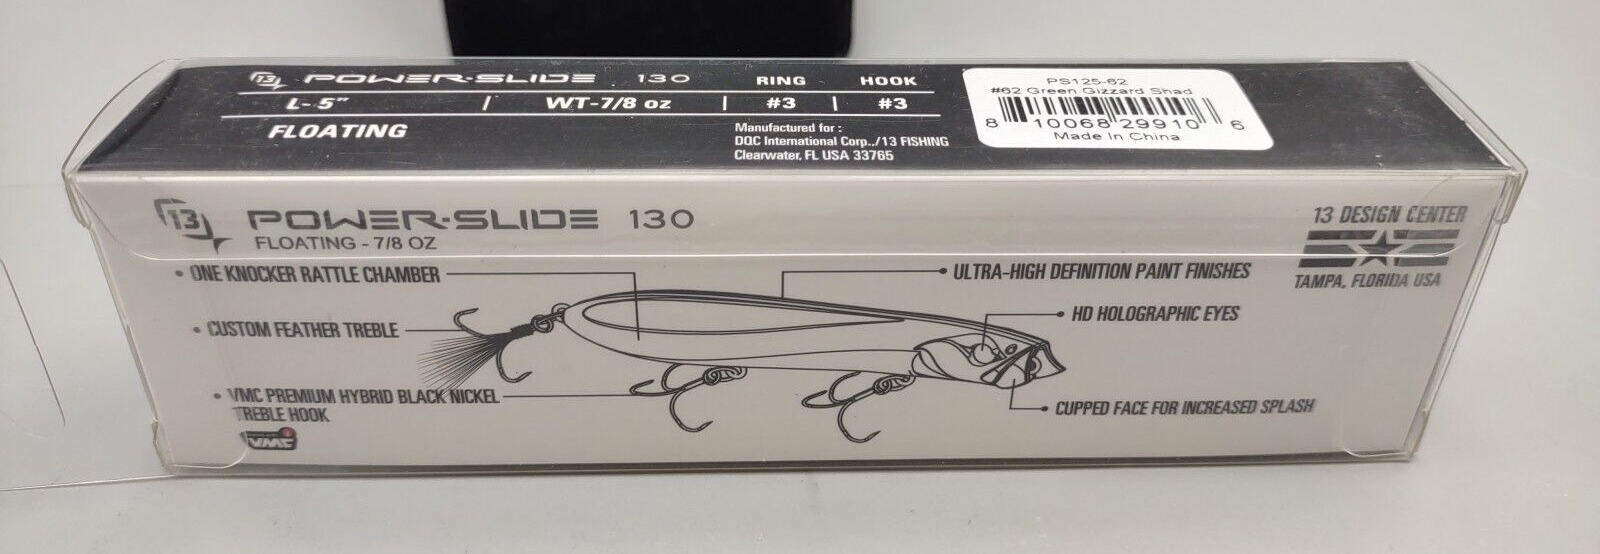 13 POWER-SLIDE 130 RING HOOK
L- 5" | WT-7/8 oz | #3 | #3
FLOATING
Manufactured for :
DQC International Corp../13 FISHING
Clearwater, FL USA 33765
PS125-62
#62 Green Gizzard Shad
8 10068 29910 6
Made In China
13 POWER-SLIDE 130
FLOATING - 7/8 OZ
13 DESIGN CENTER
TAMPA, FLORIDA USA
• ONE KNOCKER RATTLE CHAMBER
• ULTRA-HIGH DEFINITION PAINT FINISHES
• CUSTOM FEATHER TREBLE
• HD HOLOGRAPHIC EYES
• VMC PREMIUM HYBRID BLACK NICKEL
TREBLE HOOK
• CUPPED FACE FOR INCREASED SPLASH
VMC